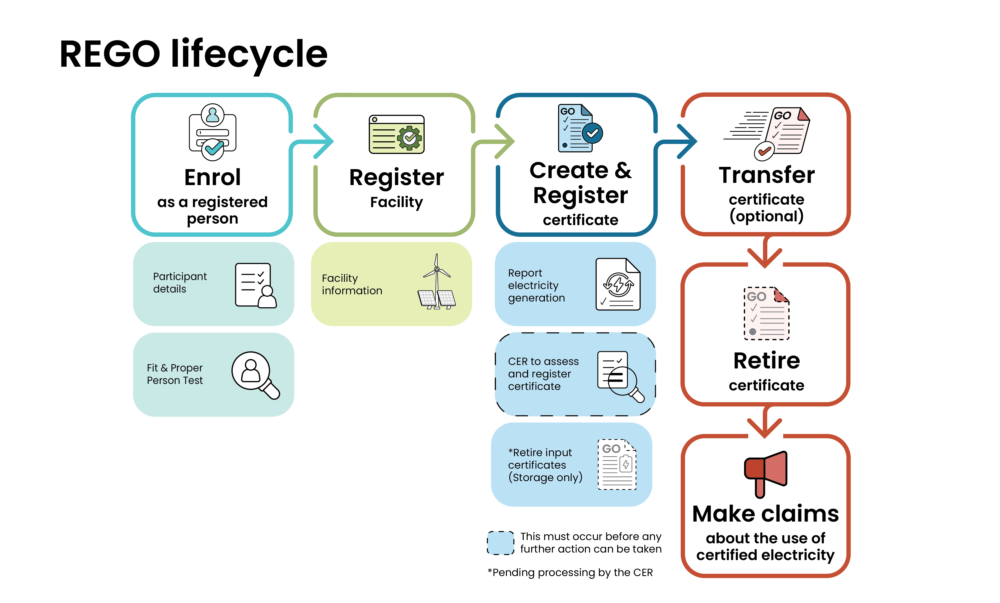 REGO lifecycle
GO
GO
Enrol
as a registered
person
Register
Facility
Create &
Register
certificate
Transfer
certificate
(optional)
Participant
details
Facility
information
Report
electricity
generation
GO
Retire
certificate
Fit & Proper
Person Test
CER to assess
and register
certificate
*Retire input
certificates
(Storage only)
GO
Make claims
about the use of
certified electricity
This must occur before any
further action can be taken
*Pending processing by the CER